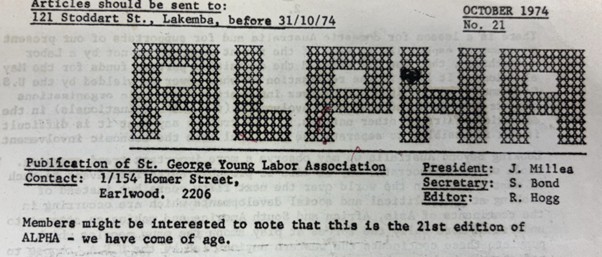 Articles should be sent to:
121 Stoddart St., Lakemba, before 31/10/74
OCTOBER 1974
No. 21
ALPHA
Publication of St. George Young Labor Association
Contact: 1/154 Homer Street,
Earlwood. 2206
President: J. Millea
Secretary: S. Bond
Editor: R. Hogg
Members might be interested to note that this is the 21st edition of
ALPHA - we have come of age.